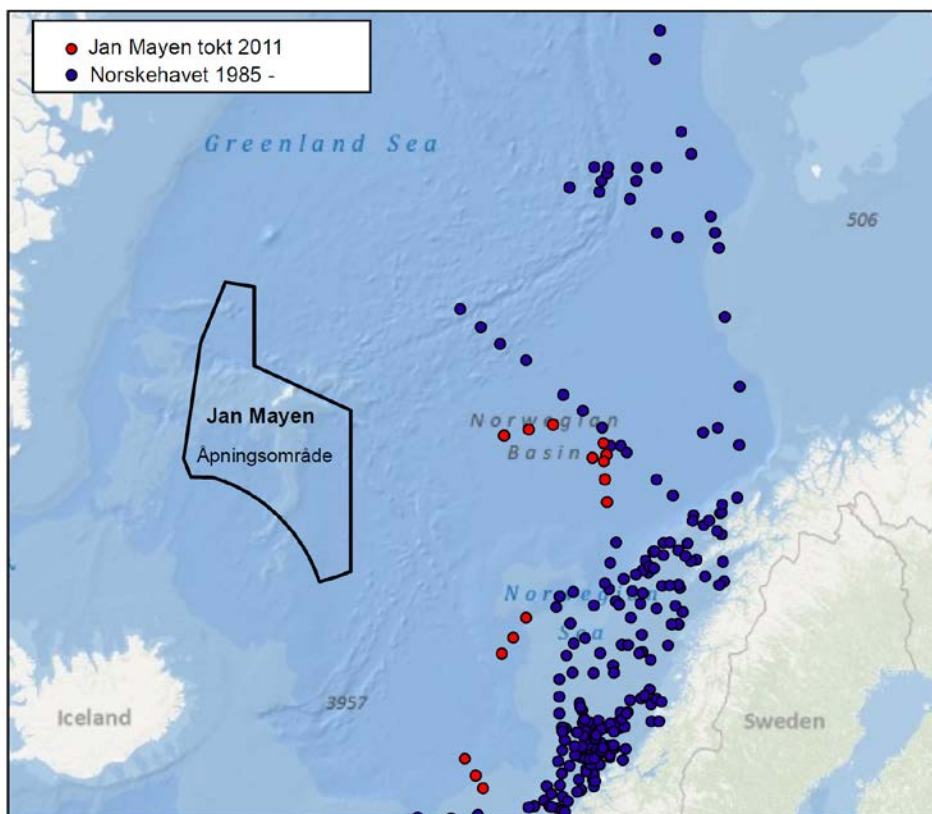 Jan Mayen tokt 2011
Norskehavet 1985 -
Greenland Sea
506
Jan Mayen
Åpningsområde
Norwegian
Basin
Norwegian
Sea
3957
Iceland
Sweden